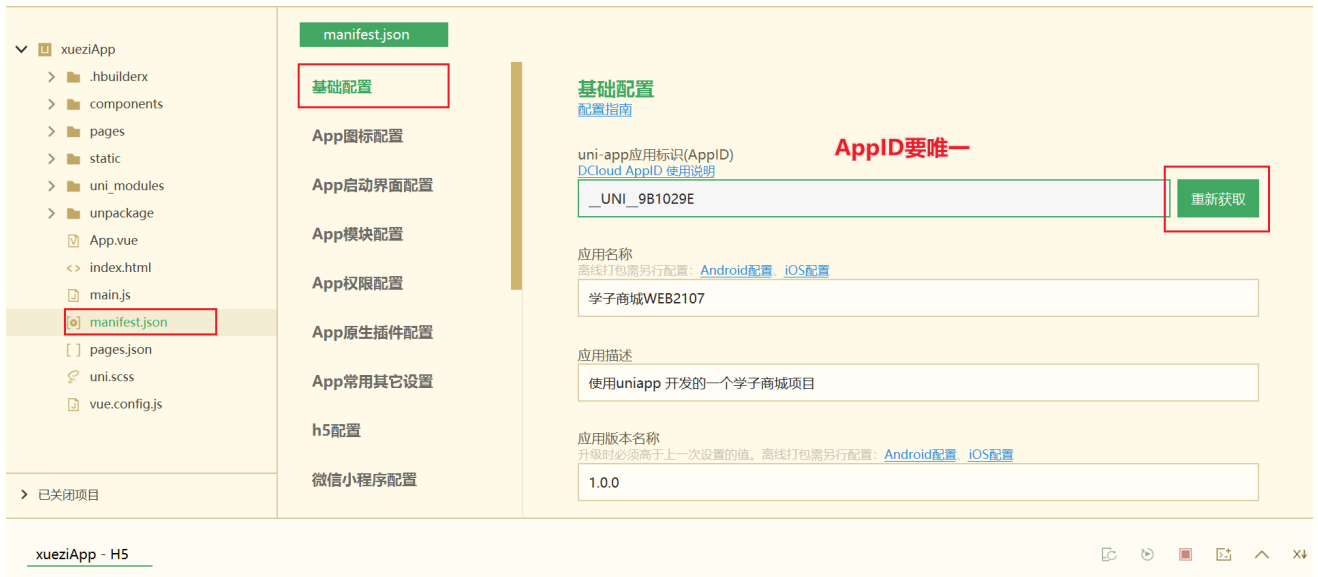 xueziApp
.hbuilderx
components
pages
static
uni_modules
unpackage
App.vue
index.html
main.js
manifest.json
pages.json
uni.scss
vue.config.js
已关闭项目
manifest.json
基础配置
App图标配置
App启动界面配置
App模块配置
App权限配置
App原生插件配置
App常用其它设置
h5配置
微信小程序配置
基础配置
配置指南
AppID要唯一
uni-app应用标识(AppID)
DCloud AppID 使用说明
__UNI__9B1029E
重新获取
应用名称
离线打包需另行配置：Android配置、iOS配置
学子商城WEB2107
应用描述
使用uniapp 开发的一个学子商城项目
应用版本名称
升级时必须高于上一次设置的值。离线打包需另行配置：Android配置、iOS配置
1.0.0
xueziApp - H5